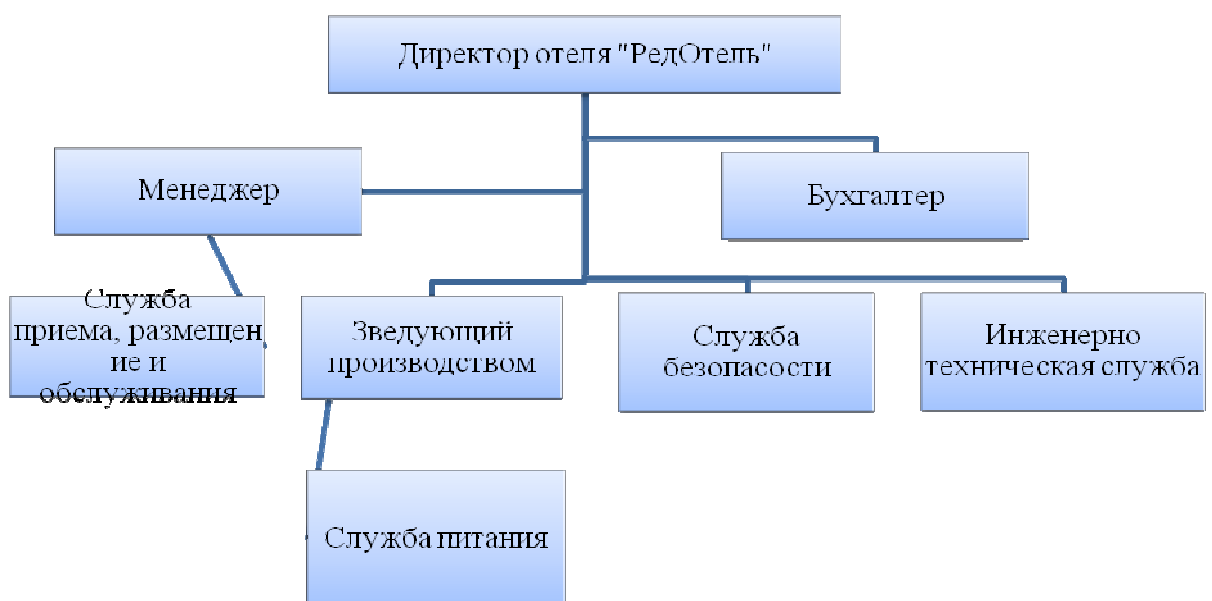 Директор отеля "РедОтель"
Менеджер
Бухгалтер
Служба
приема, размещен
ие и
обслуживания
Зведующий
производством
Служба
безопасости
Инженерно
техническая служба
Служба питания